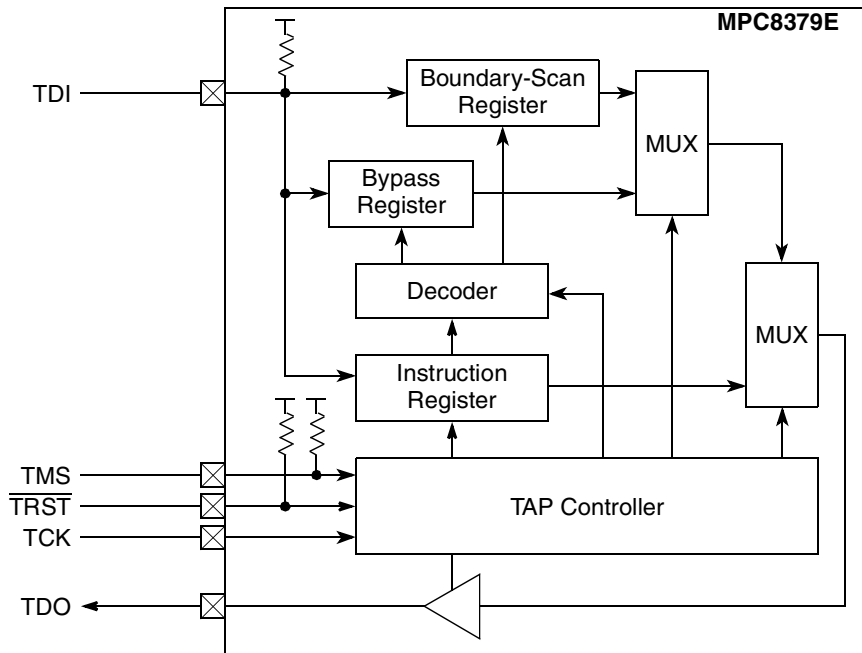 MPC8379E
TDI
Boundary-Scan
Register
MUX
Bypass
Register
Decoder
MUX
Instruction
Register
TMS
TRST
TCK
TAP Controller
TDO